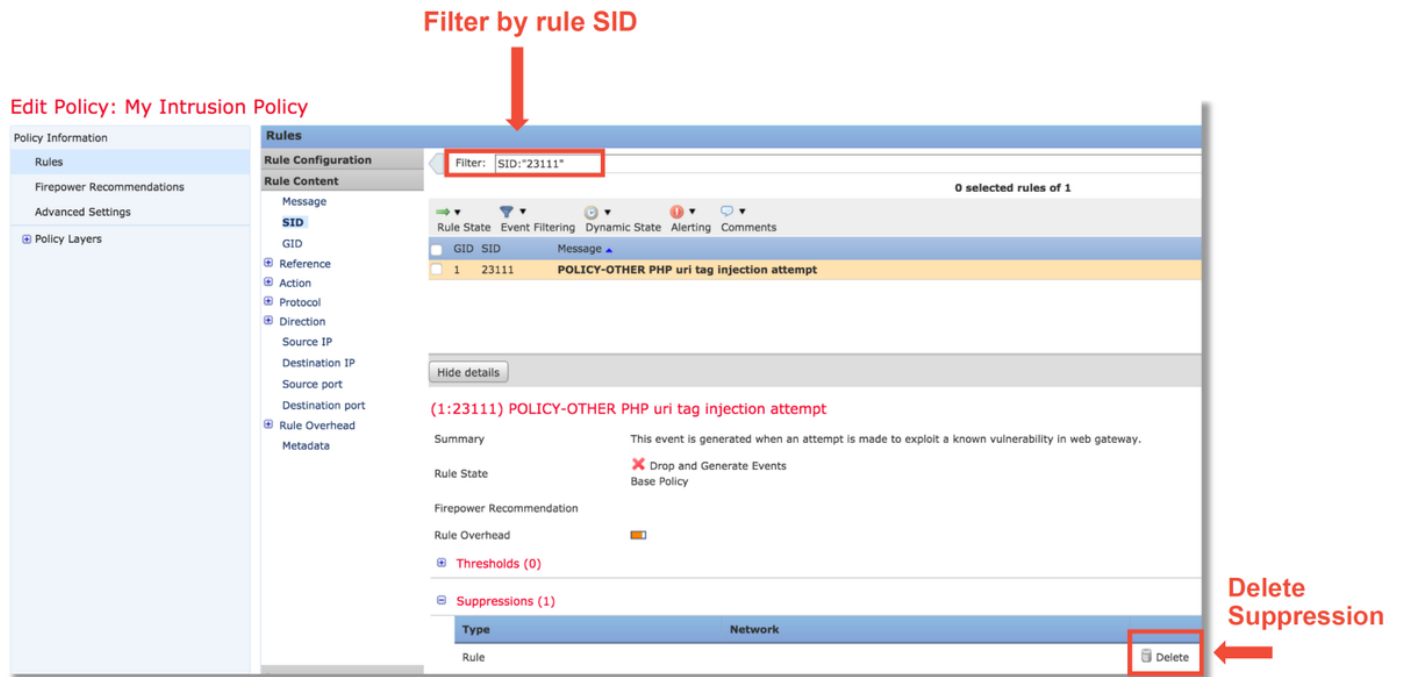 Filter by rule SID
Edit Policy: My Intrusion Policy
Policy Information
Rules
Firepower Recommendations
Advanced Settings
Policy Layers
Rules
Rule Configuration
Rule Content
Message
SID
GID
Reference
Action
Protocol
Direction
Source IP
Destination IP
Source port
Destination port
Rule Overhead
Metadata
Filter: SID:"23111"
0 selected rules of 1
Rule State Event Filtering Dynamic State Alerting Comments
GID SID Message
1 23111 POLICY-OTHER PHP uri tag injection attempt
Hide details
(1:23111) POLICY-OTHER PHP uri tag injection attempt
Summary This event is generated when an attempt is made to exploit a known vulnerability in web gateway.
Rule State Drop and Generate Events
Base Policy
Firepower Recommendation
Rule Overhead
Thresholds (0)
Suppressions (1)
Type Network
Rule Delete
Delete
Suppression